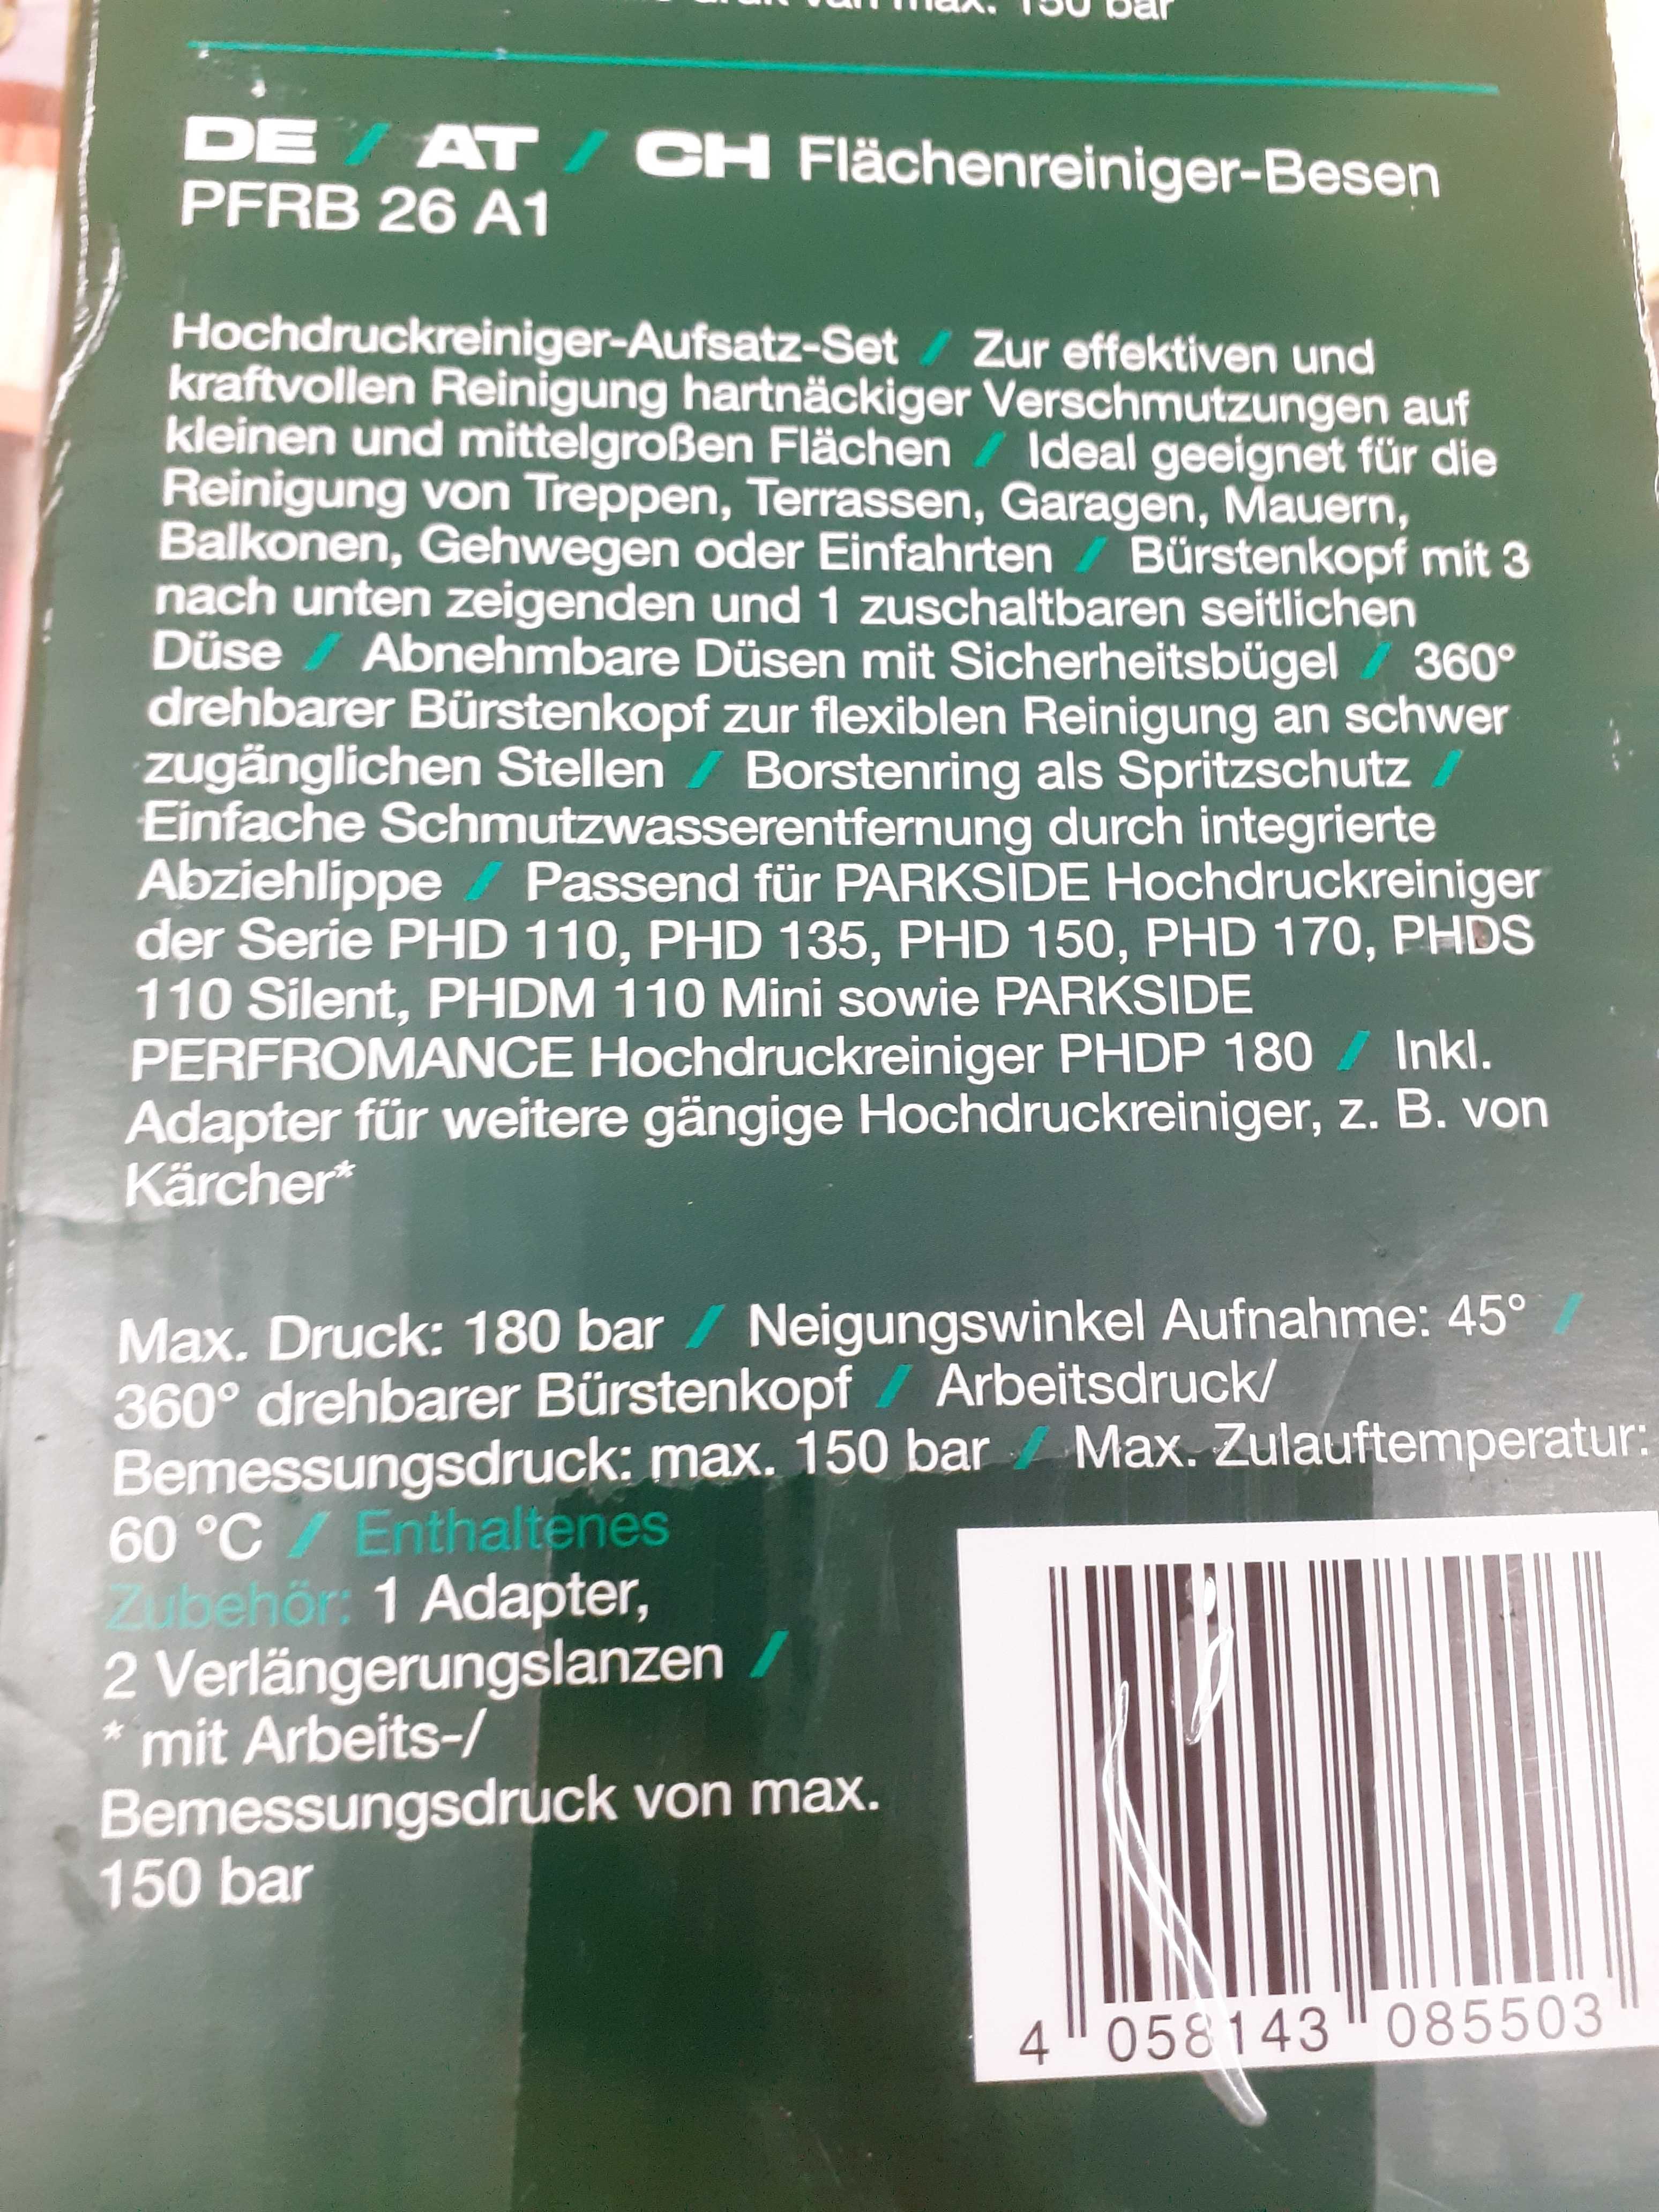 druk van max. 150 bar
DE / AT / CH Flächenreiniger-Besen
PFRB 26 A1
Hochdruckreiniger-Aufsatz-Set / Zur effektiven und
kraftvollen Reinigung hartnäckiger Verschmutzungen auf
kleinen und mittelgroßen Flächen / Ideal geeignet für die
Reinigung von Treppen, Terrassen, Garagen, Mauern,
Balkonen, Gehwegen oder Einfahrten / Bürstenkopf mit 3
nach unten zeigenden und 1 zuschaltbaren seitlichen
Düse / Abnehmbare Düsen mit Sicherheitsbügel / 360°
drehbarer Bürstenkopf zur flexiblen Reinigung an schwer
zugänglichen Stellen / Borstenring als Spritzschutz /
Einfache Schmutzwasserentfernung durch integrierte
Abziehlippe / Passend für PARKSIDE Hochdruckreiniger
der Serie PHD 110, PHD 135, PHD 150, PHD 170, PHDS
110 Silent, PHDM 110 Mini sowie PARKSIDE
PERFROMANCE Hochdruckreiniger PHDP 180 / Inkl.
Adapter für weitere gängige Hochdruckreiniger, z. B. von
Kärcher*
Max. Druck: 180 bar / Neigungswinkel Aufnahme: 45° /
360° drehbarer Bürstenkopf / Arbeitsdruck/
Bemessungsdruck: max. 150 bar / Max. Zulauftemperatur:
60 °C / Enthaltenes
Zubehör: 1 Adapter,
2 Verlängerungslanzen /
* mit Arbeits-/
Bemessungsdruck von max.
150 bar
4 058143 085503